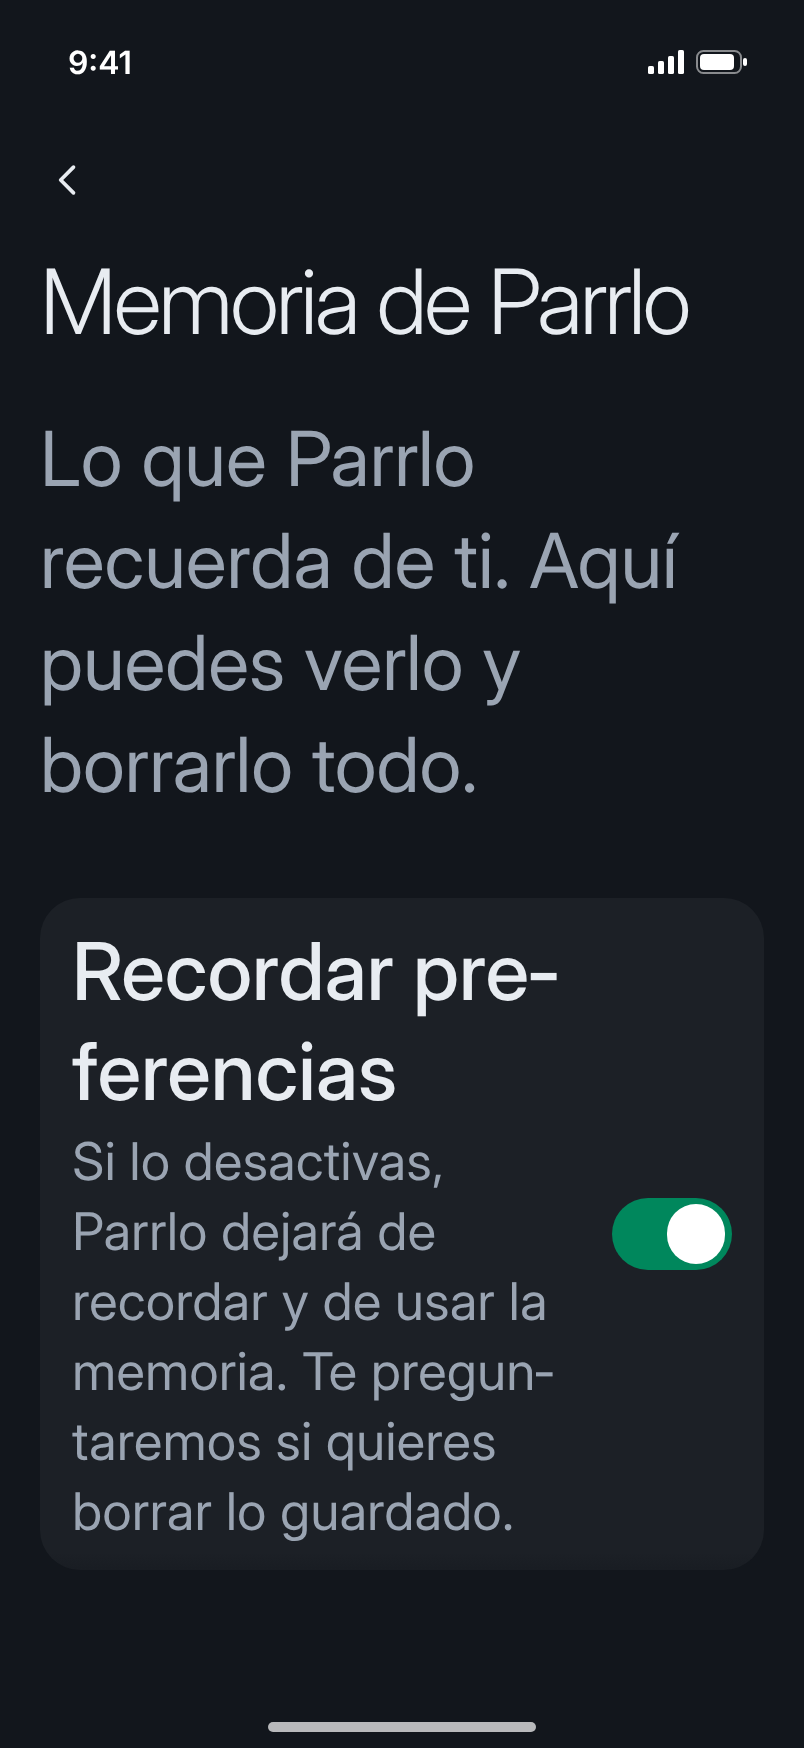 9:41
Memoria de Parrlo
Lo que Parrlo
recuerda de ti. Aquí
puedes verlo y
borrarlo todo.
Recordar pre-
ferencias
Si lo desactivas,
Parrlo dejará de
recordar y de usar la
memoria. Te pregun-
taremos si quieres
borrar lo guardado.